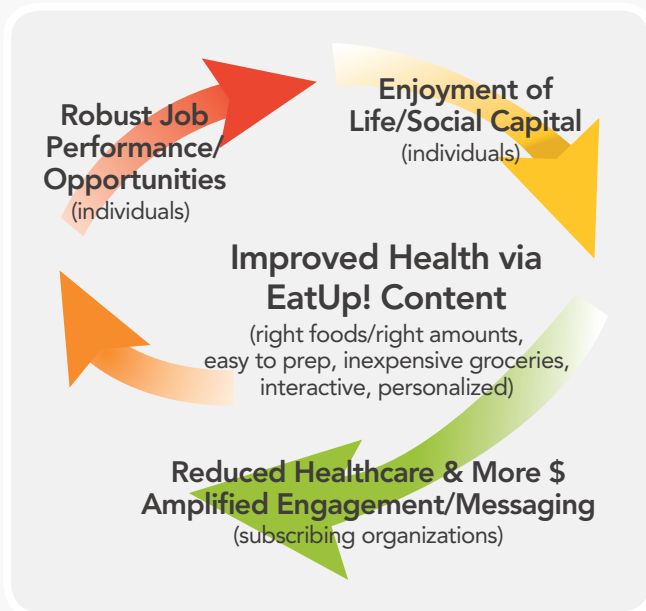 Robust Job
Performance/
Opportunities
(individuals)
Enjoyment of
Life/Social Capital
(individuals)
Improved Health via
EatUp! Content
(right foods/right amounts,
easy to prep, inexpensive groceries,
interactive, personalized)
Reduced Healthcare & More $
Amplified Engagement/Messaging
(subscribing organizations)